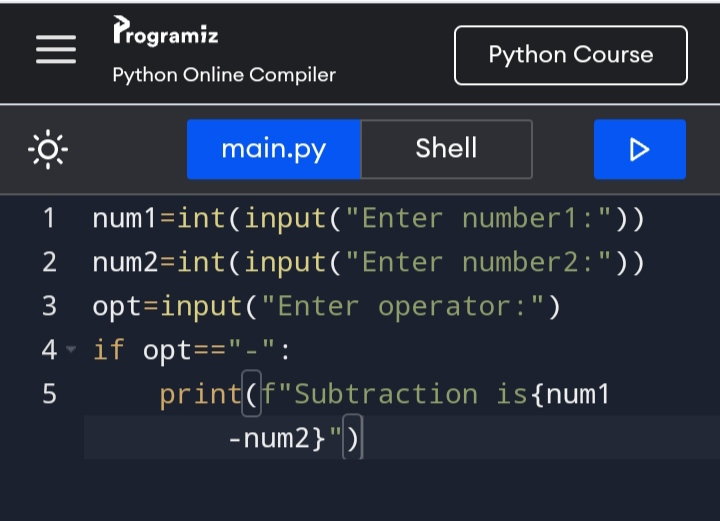 Programiz
Python Online Compiler
Python Course
main.py
Shell
1 num1=int(input("Enter number1:"))
2 num2=int(input("Enter number2:"))
3 opt=input("Enter operator:")
4 if opt=="-":
5     print(f"Subtraction is{num1
        -num2}")